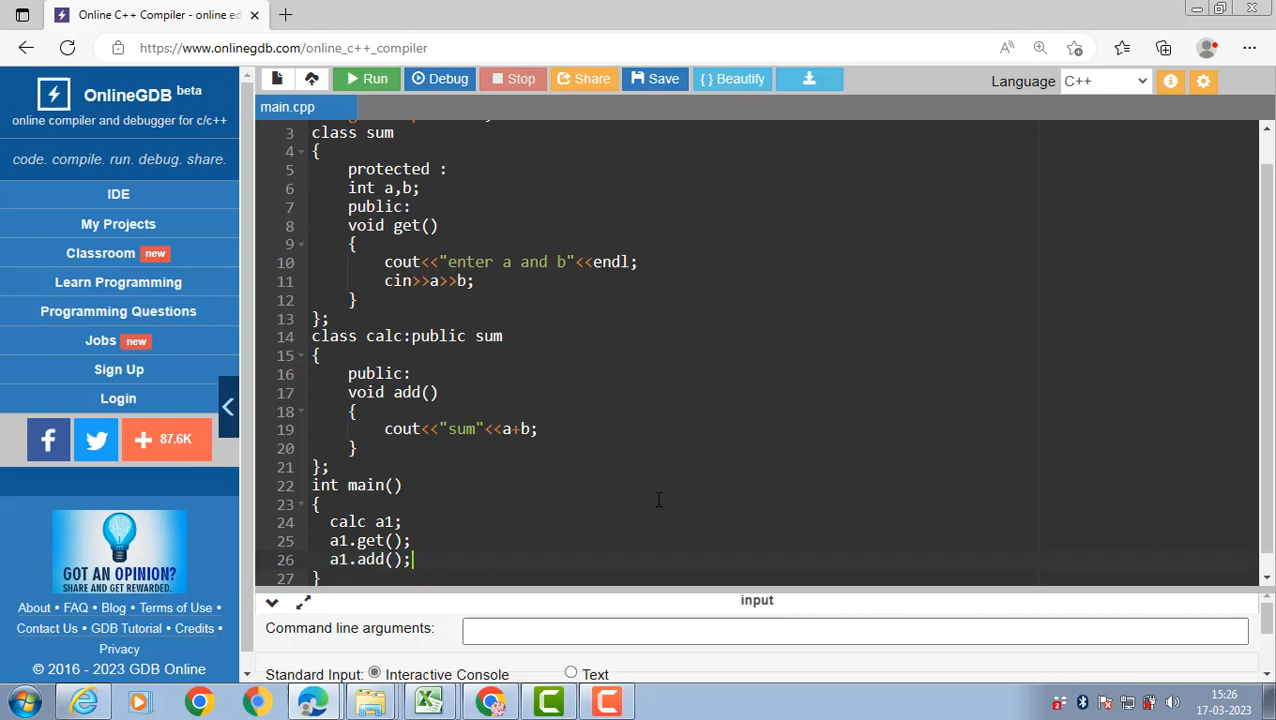 Online C++ Compiler - online ed
https://www.onlinegdb.com/online_c++_compiler
OnlineGDB beta
online compiler and debugger for c/c++
code. compile. run. debug. share.
IDE
My Projects
Classroom new
Learn Programming
Programming Questions
Jobs new
Sign Up
Login
87.6K
GOT AN OPINION?
SHARE AND GET REWARDED.
About • FAQ • Blog • Terms of Use •
Contact Us • GDB Tutorial • Credits •
Privacy
© 2016 - 2023 GDB Online
Run Debug Stop Share Save { } Beautify Language C++
main.cpp
3 class sum
4 {
5 protected :
6 int a,b;
7 public:
8 void get()
9 {
10 cout<<"enter a and b"<<endl;
11 cin>>a>>b;
12 }
13 };
14 class calc:public sum
15 {
16 public:
17 void add()
18 {
19 cout<<"sum"<<a+b;
20 }
21 };
22 int main()
23 {
24 calc a1;
25 a1.get();
26 a1.add();
27 }
input
Command line arguments:
Standard Input: Interactive Console Text
15:26
17-03-2023